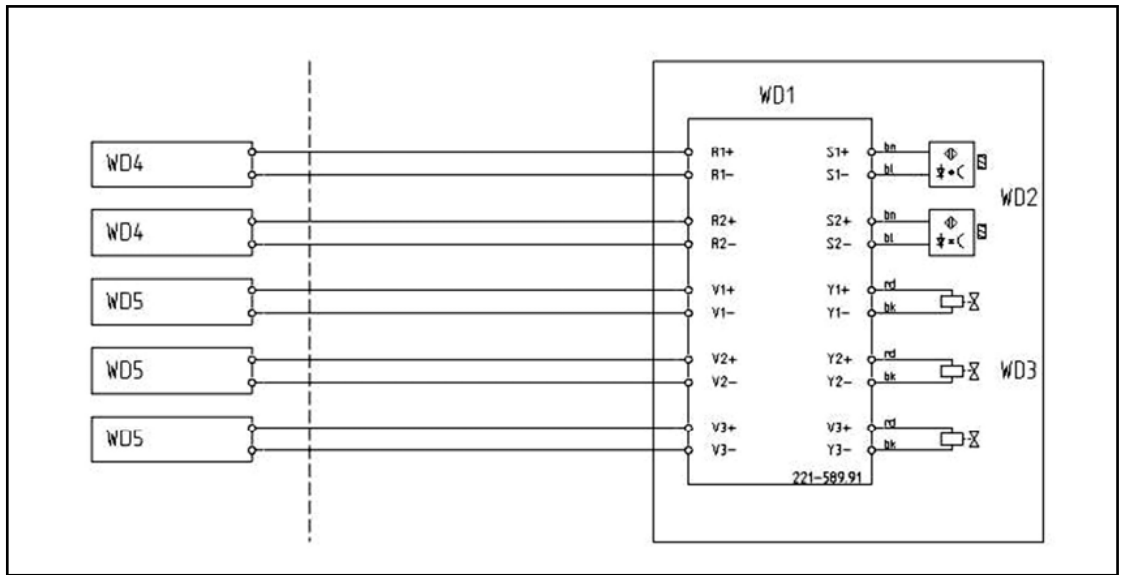 WD1
WD4
R1+ S1+ bn
R1- S1- bl
WD2
WD4
R2+ S2+ bn
R2- S2- bl
WD5
V1+ Y1+ rd
V1- Y1- bk
WD5
V2+ Y2+ rd
V2- Y2- bk
WD3
WD5
V3+ V3+ rd
V3- Y3- bk
221-589.91